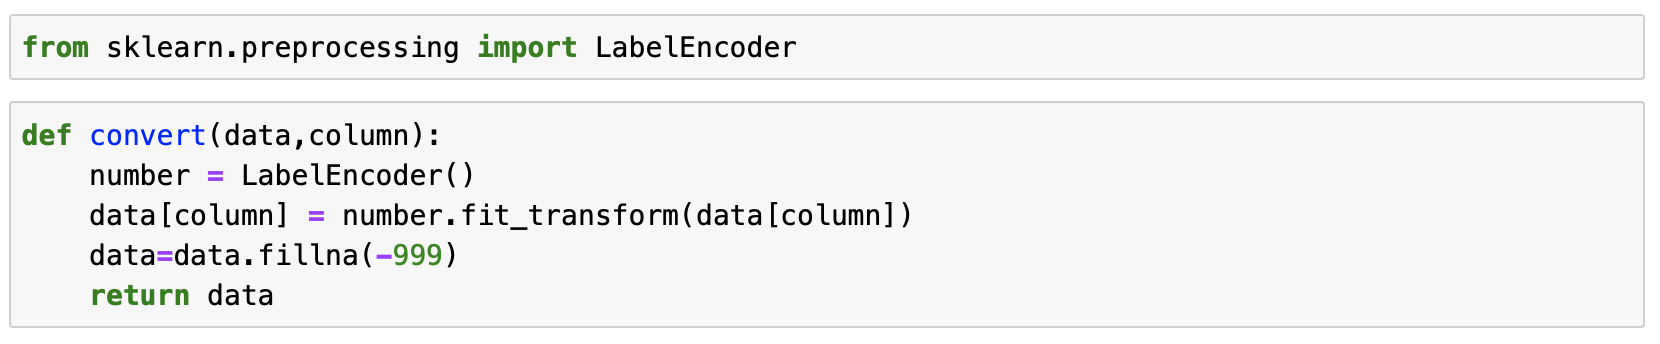 from sklearn.preprocessing import LabelEncoder
def convert(data,column):
    number = LabelEncoder()
    data[column] = number.fit_transform(data[column])
    data=data.fillna(-999)
    return data